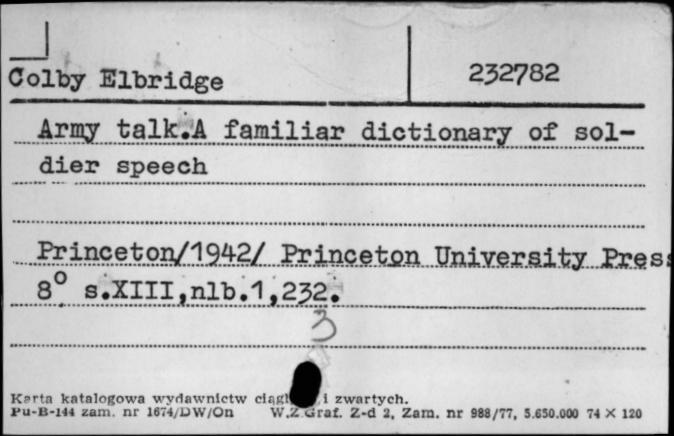 Colby Elbridge 232782
Army talk.A familiar dictionary of sol-
dier speech
Princeton/1942/ Princeton University Press
8° s.XIII,nlb.1,232.
3
Karta katalogowa wydawnictw i zwartych.
Pu-B-144 zam. nr 1674/DW/On W.Z.Graf. Z-d 2, Zam. nr 988/77, 5.650.000 74 × 120